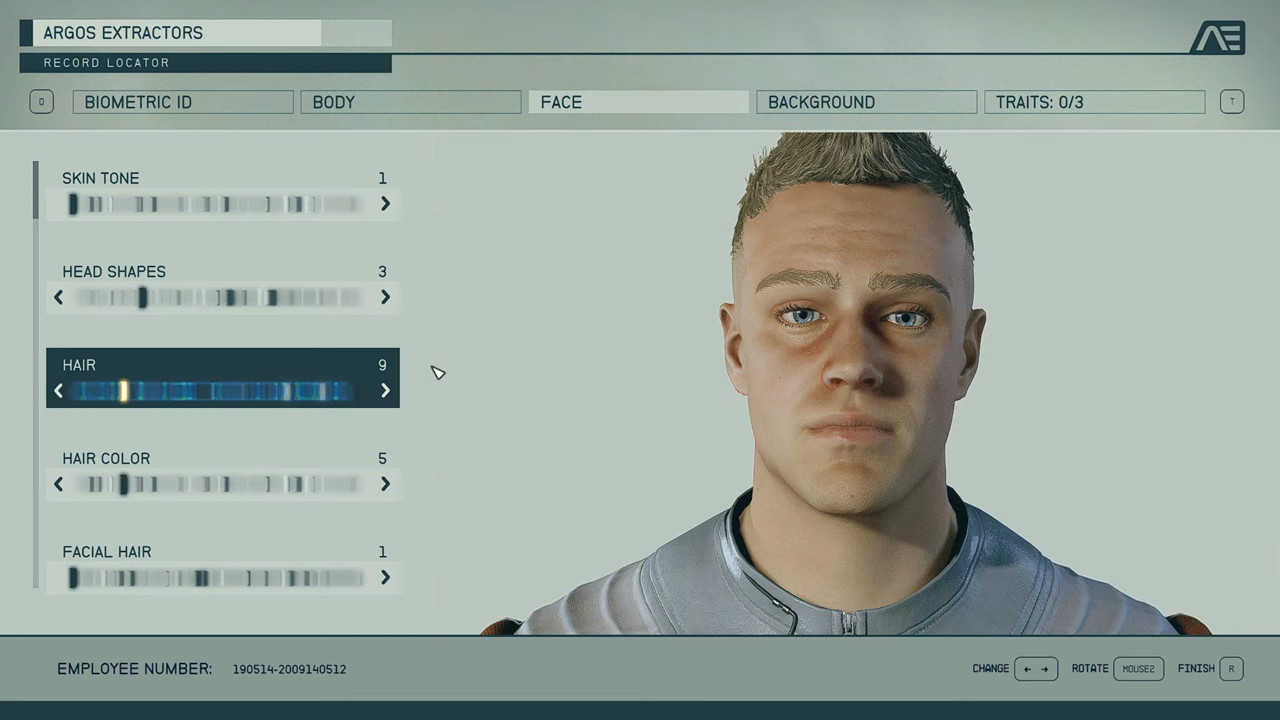 ARGOS EXTRACTORS
RECORD LOCATOR
Q BIOMETRIC ID BODY FACE BACKGROUND TRAITS: 0/3 T
SKIN TONE 1
HEAD SHAPES 3
HAIR 9
HAIR COLOR 5
FACIAL HAIR 1
EMPLOYEE NUMBER: 190514-2009140512
CHANGE ROTATE MOUSE2 FINISH R